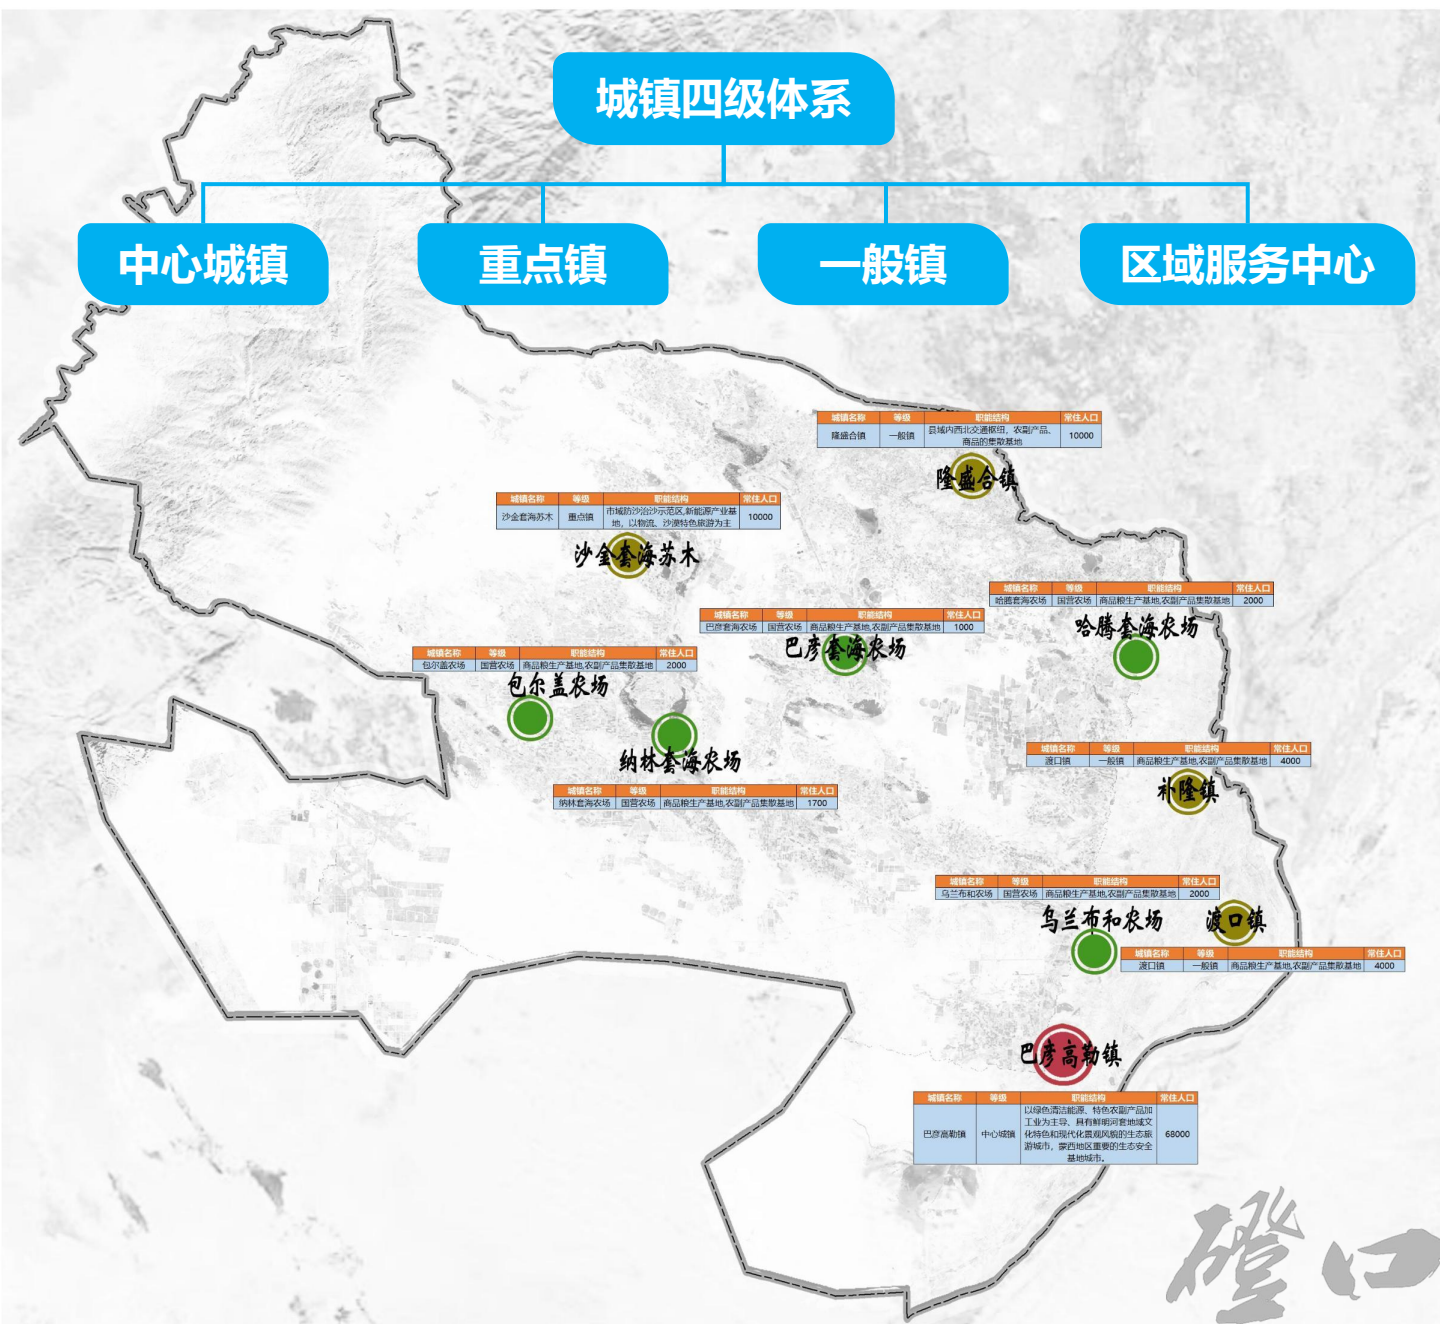 城镇四级体系
中心城镇
重点镇
一般镇
区域服务中心
城镇名称 等级 职能结构 常住人口
隆盛合镇 一般镇 县域内西北交通枢纽，农副产品、
商品的集散基地 10000
隆盛合镇
城镇名称 等级 职能结构 常住人口
沙金套海苏木 重点镇 市域防沙治沙示范区,新能源产业基
地，以物流、沙漠特色旅游为主 10000
沙金套海苏木
城镇名称 等级 职能结构 常住人口
哈腾套海农场 国营农场 商品粮生产基地,农副产品集散基地 2000
哈腾套海农场
城镇名称 等级 职能结构 常住人口
巴彦套海农场 国营农场 商品粮生产基地,农副产品集散基地 1000
巴彦套海农场
城镇名称 等级 职能结构 常住人口
包尔盖农场 国营农场 商品粮生产基地,农副产品集散基地 2000
包尔盖农场
纳林套海农场
城镇名称 等级 职能结构 常住人口
纳林套海农场 国营农场 商品粮生产基地,农副产品集散基地 1700
城镇名称 等级 职能结构 常住人口
渡口镇 一般镇 商品粮生产基地,农副产品集散基地 4000
补隆镇
城镇名称 等级 职能结构 常住人口
乌兰布和农场 国营农场 商品粮生产基地,农副产品集散基地 2000
乌兰布和农场
渡口镇
城镇名称 等级 职能结构 常住人口
渡口镇 一般镇 商品粮生产基地,农副产品集散基地 4000
巴彦高勒镇
城镇名称 等级 职能结构 常住人口
巴彦高勒镇 中心城镇 以绿色清洁能源、特色农副产品加
工业为主导、具有鲜明河套地域文
化特色和现代化景观风貌的生态旅
游城市，蒙西地区重要的生态安全
基地城市。 68000
磴口